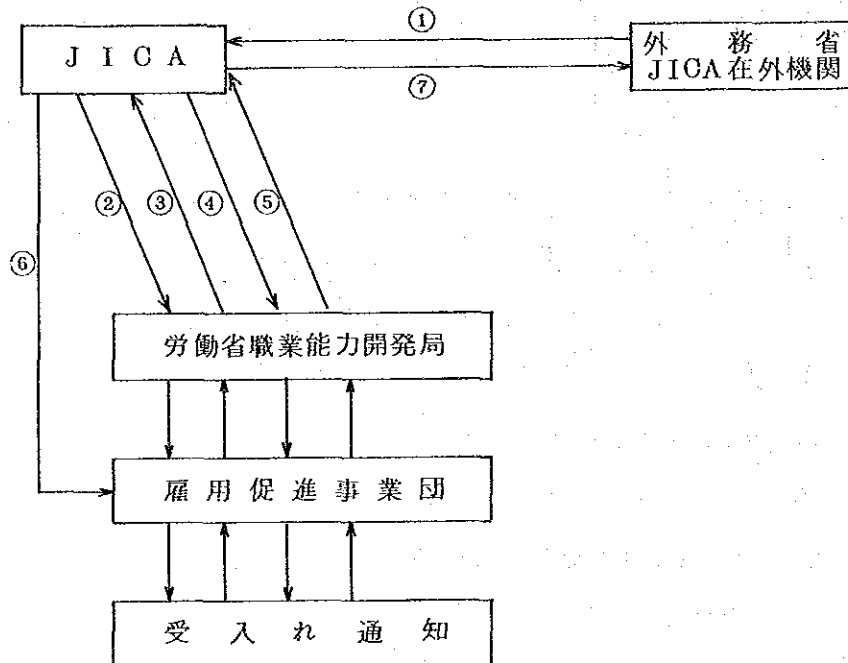 ①
JICA
外務省
JICA在外機関
⑦
②
③
④
⑤
⑥
労働省職業能力開発局
雇用促進事業団
受入れ通知